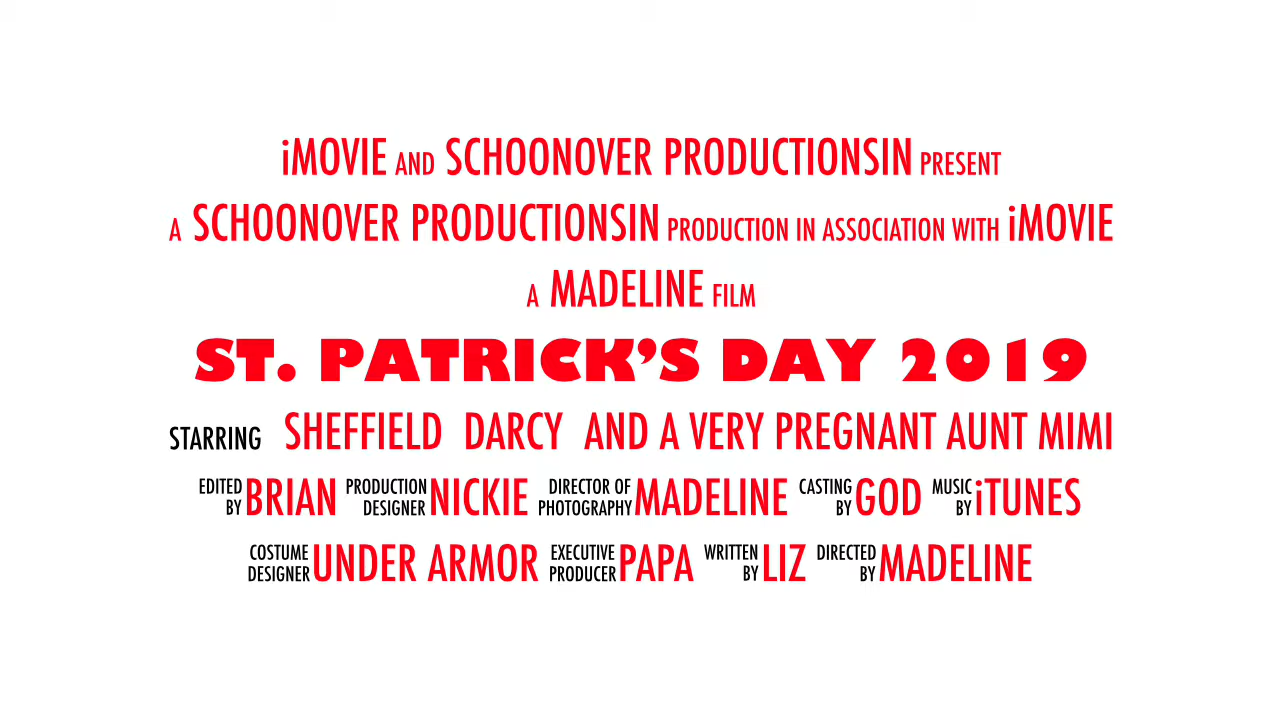 iMOVIE AND SCHOONOVER PRODUCTIONSIN PRESENT
A SCHOONOVER PRODUCTIONSIN PRODUCTION IN ASSOCIATION WITH iMOVIE
A MADELINE FILM
ST. PATRICK'S DAY 2019
STARRING SHEFFIELD DARCY AND A VERY PREGNANT AUNT MIMI
EDITED BY BRIAN PRODUCTION DESIGNER NICKIE DIRECTOR OF PHOTOGRAPHY MADELINE CASTING BY GOD MUSIC BY iTUNES
COSTUME DESIGNER UNDER ARMOR EXECUTIVE PRODUCER PAPA WRITTEN BY LIZ DIRECTED BY MADELINE